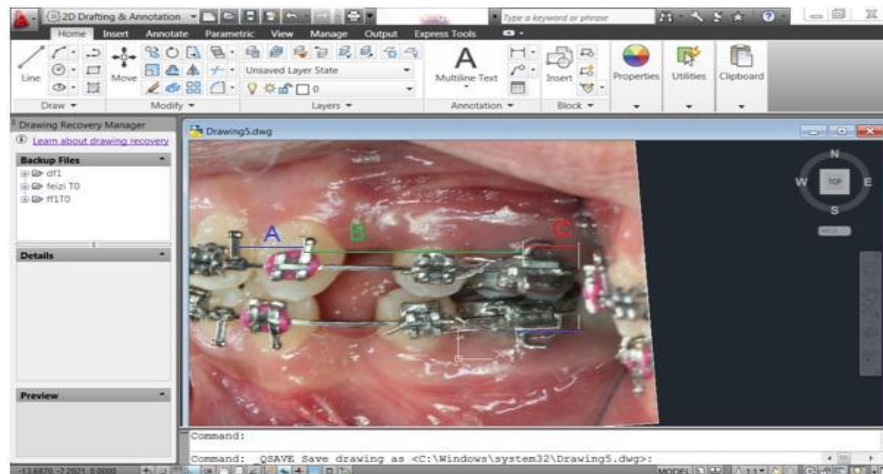 2D Drafting & Annotation
Type a keyword or phrase
Home Insert Annotate Parametric View Manage Output Express Tools
Line
Move
Unsaved Layer State
0
A
Multiline Text
Insert
Properties
Utilities
Clipboard
Draw
Modify
Layers
Annotation
Block
Drawing Recovery Manager
Learn about drawing recovery
Backup Files
df1
feizi T0
ff1T0
Details
Preview
Drawing5.dwg
A
B
C
N
W
TOP
E
S
Command:
Command: _QSAVE Save drawing as <C:\Windows\system32\Drawing5.dwg>:
MODEL